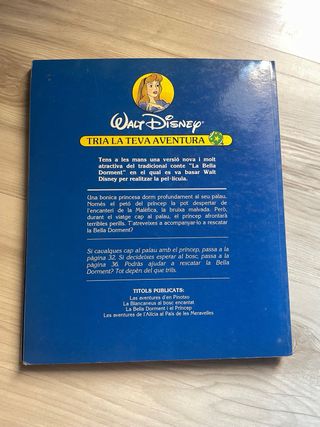 WALT DISNEY
TRIA LA TEVA AVENTURA
Tens a les mans una versió nova i molt
atractiva del tradicional conte "La Bella
Dorment" en el qual es va basar Walt
Disney per realitzar la pel·lícula.
Una bonica princesa dorm profundament al seu palau.
Només el petó del príncep la pot despertar de
l'encanteri de la Malèfica, la bruixa malvada. Però,
durant el viatge cap al palau, el príncep afrontarà
terribles perills. T'atreveixes a acompanyar-lo a rescatar
la Bella Dorment?
Si cavalques cap al palau amb el príncep, passa a la
pàgina 32. Si decideixes esperar al bosc, passa a la
pàgina 36. Podràs ajudar a rescatar la Bella
Dorment? Tot depèn del que triïs.
TITOLS PUBLICATS:
Les aventures d'en Pinotxo
La Blancaneus al bosc encantat
La Bella Dorment i el Príncep
Les aventures de l'Alícia al País de les Meravelles